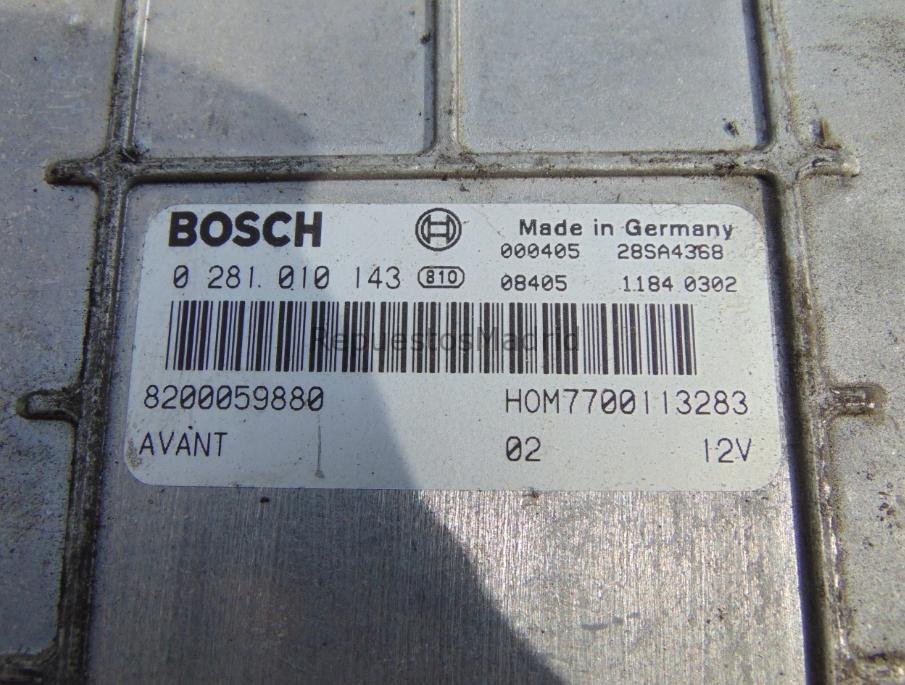 BOSCH
Made in Germany
000405 28SA4368
0 281 010 143 810 08405 1184 0302
RepuestosMadrid
8200059880 HOM7700113283
AVANT 02 12V